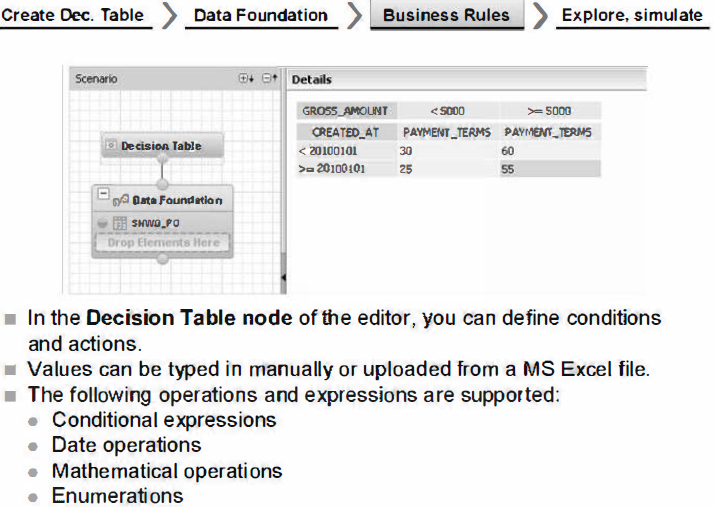 Create Dec. Table > Data Foundation > Business Rules > Explore, simulate
Scenario
Details
Decision Table
Data Foundation
SNWD_PO
Drop Elements Here
GROSS_AMOUNT < 5000 >= 5000
CREATED_AT PAYMENT_TERMS PAYMENT_TERMS
< 20100101 30 60
>= 20100101 25 55
In the Decision Table node of the editor, you can define conditions
and actions.
Values can be typed in manually or uploaded from a MS Excel file.
The following operations and expressions are supported:
Conditional expressions
Date operations
Mathematical operations
Enumerations